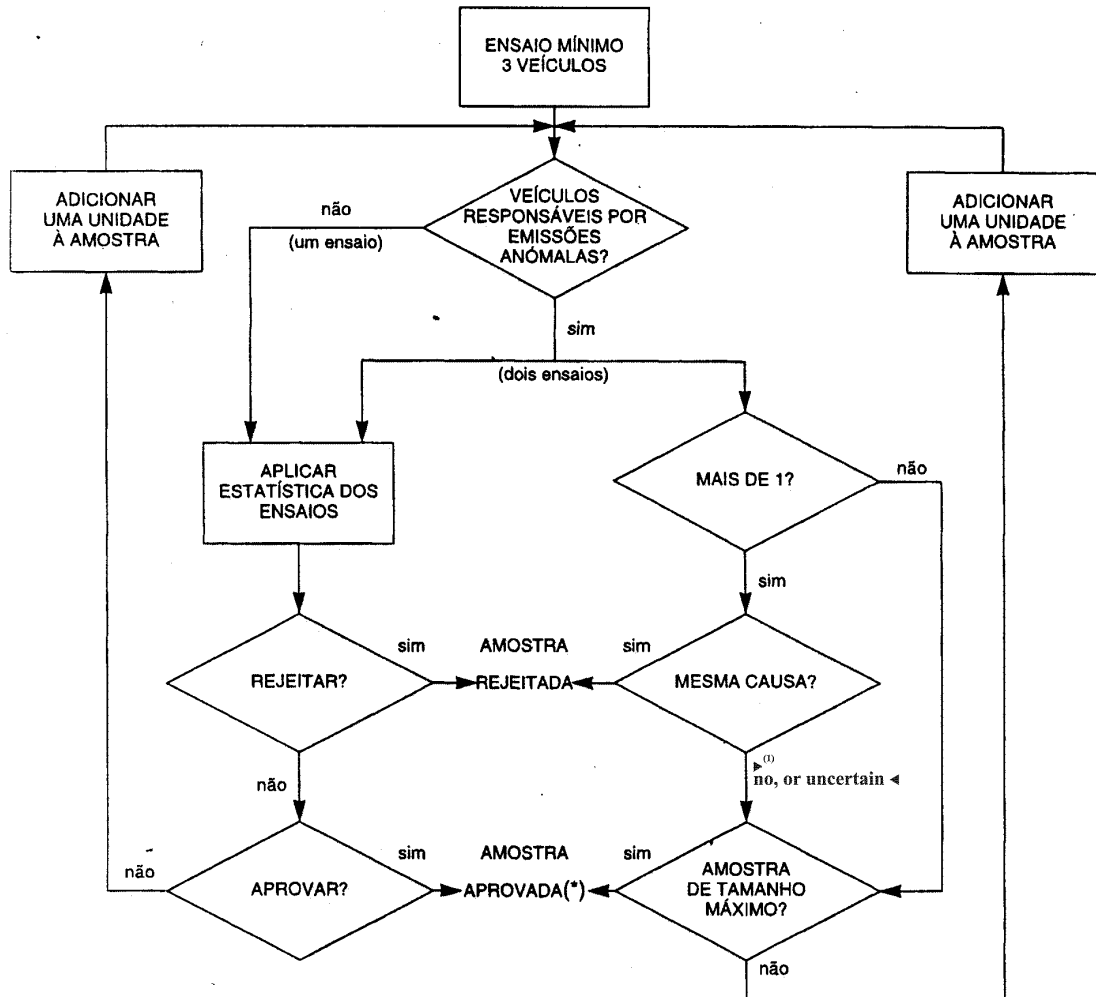 ENSAIO MÍNIMO
3 VEÍCULOS
ADICIONAR
UMA UNIDADE
À AMOSTRA
VEÍCULOS
RESPONSÁVEIS POR
EMISSÕES
ANÓMALAS?
ADICIONAR
UMA UNIDADE
À AMOSTRA
não
(um ensaio)
sim
(dois ensaios)
APLICAR
ESTATÍSTICA DOS
ENSAIOS
MAIS DE 1?
não
sim
REJEITAR?
sim
AMOSTRA
REJEITADA
sim
MESMA CAUSA?
não
▶(1)
no, or uncertain ◀
não
APROVAR?
sim
AMOSTRA
APROVADA(*)
sim
AMOSTRA
DE TAMANHO
MÁXIMO?
não